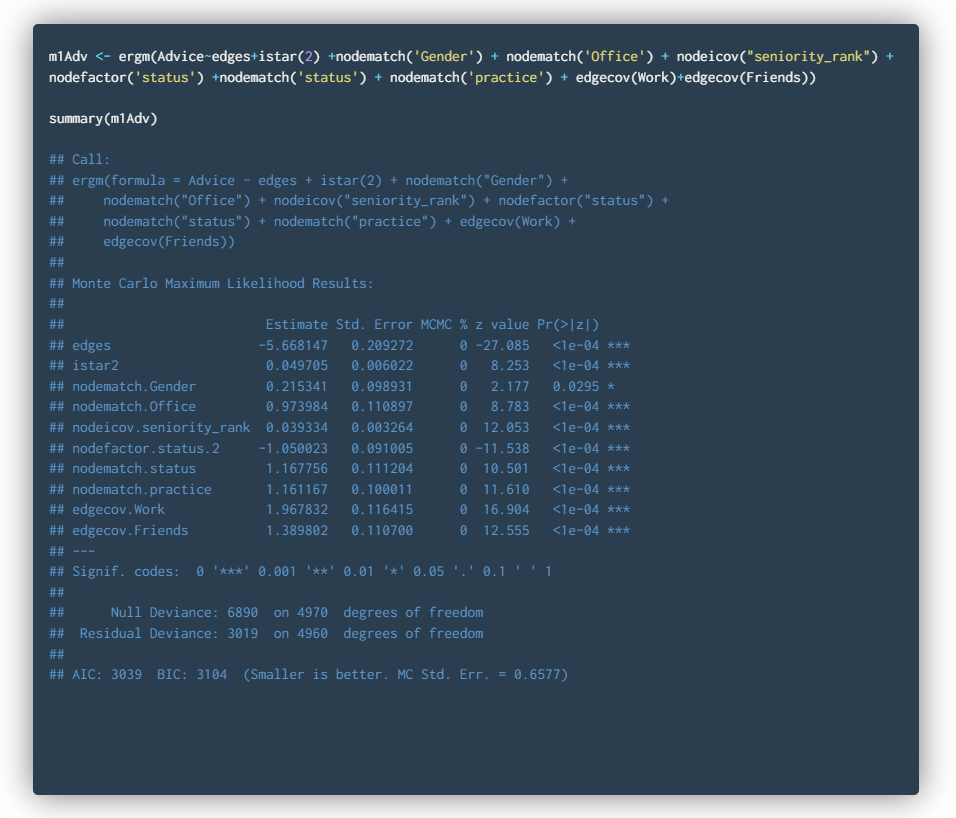 m1Adv <- ergm(Advice~edges+istar(2) +nodematch('Gender') + nodematch('Office') + nodeicov("seniority_rank") +
nodefactor('status') +nodematch('status') + nodematch('practice') + edgecov(Work)+edgecov(Friends))
summary(m1Adv)
## Call:
## ergm(formula = Advice ~ edges + istar(2) + nodematch("Gender") +
##     nodematch("Office") + nodeicov("seniority_rank") + nodefactor("status") +
##     nodematch("status") + nodematch("practice") + edgecov(Work) +
##     edgecov(Friends))
##
## Monte Carlo Maximum Likelihood Results:
##
##                         Estimate Std. Error MCMC % z value Pr(>|z|)
## edges                   -5.668147   0.209272      0 -27.085   <1e-04 ***
## istar2                   0.049705   0.006022      0   8.253   <1e-04 ***
## nodematch.Gender         0.215341   0.098931      0   2.177   0.0295 *
## nodematch.Office         0.973984   0.110897      0   8.783   <1e-04 ***
## nodeicov.seniority_rank  0.039334   0.003264      0  12.053   <1e-04 ***
## nodefactor.status.2     -1.050023   0.091005      0 -11.538   <1e-04 ***
## nodematch.status         1.167756   0.111204      0  10.501   <1e-04 ***
## nodematch.practice       1.161167   0.100011      0  11.610   <1e-04 ***
## edgecov.Work             1.967832   0.116415      0  16.904   <1e-04 ***
## edgecov.Friends          1.389802   0.110700      0  12.555   <1e-04 ***
## ---
## Signif. codes:  0 '***' 0.001 '**' 0.01 '*' 0.05 '.' 0.1 ' ' 1
##
##      Null Deviance: 6890  on 4970  degrees of freedom
##  Residual Deviance: 3019  on 4960  degrees of freedom
##
## AIC: 3039  BIC: 3104  (Smaller is better. MC Std. Err. = 0.6577)